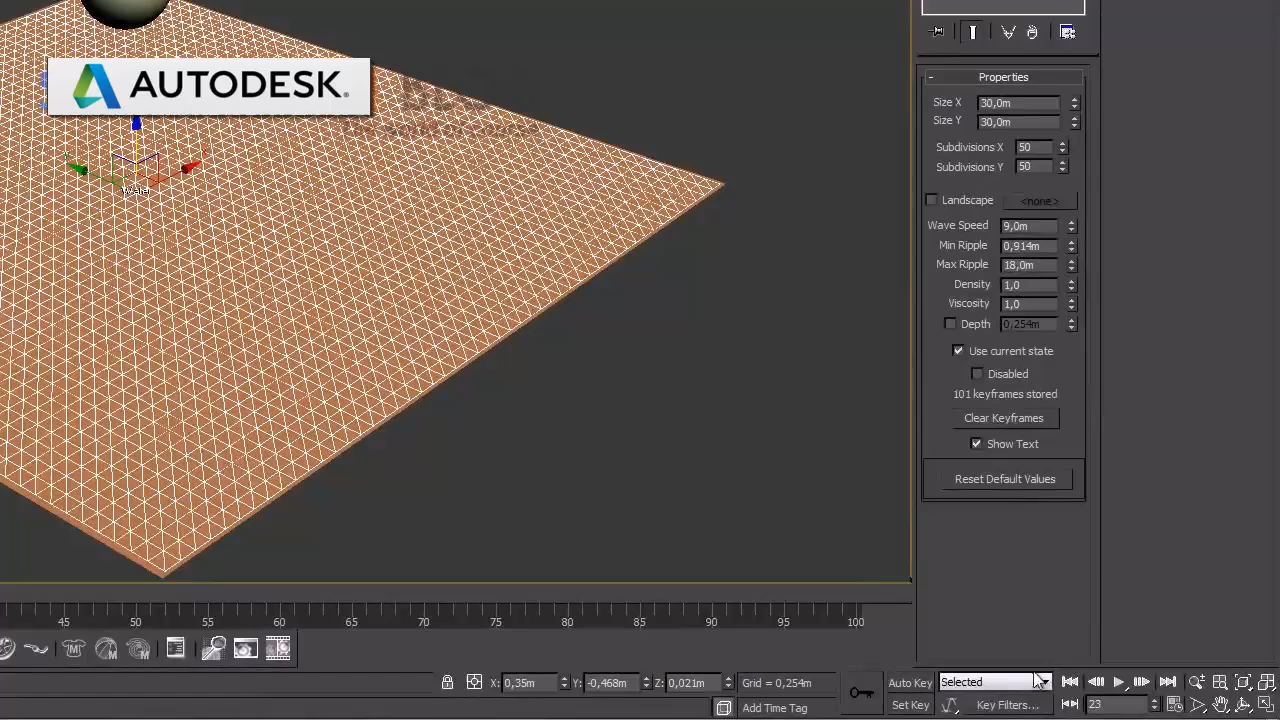 AUTODESK.
Water
- Properties
Size X 30,0m
Size Y 30,0m
Subdivisions X 50
Subdivisions Y 50
Landscape <none>
Wave Speed 9,0m
Min Ripple 0,914m
Max Ripple 18,0m
Density 1,0
Viscosity 1,0
Depth 0,254m
Use current state
Disabled
101 keyframes stored
Clear Keyframes
Show Text
Reset Default Values
45 50 55 60 65 70 75 80 85 90 95 100
X: 0,35m Y: -0,468m Z: 0,021m Grid = 0,254m Auto Key Selected
Add Time Tag Set Key Key Filters... 23